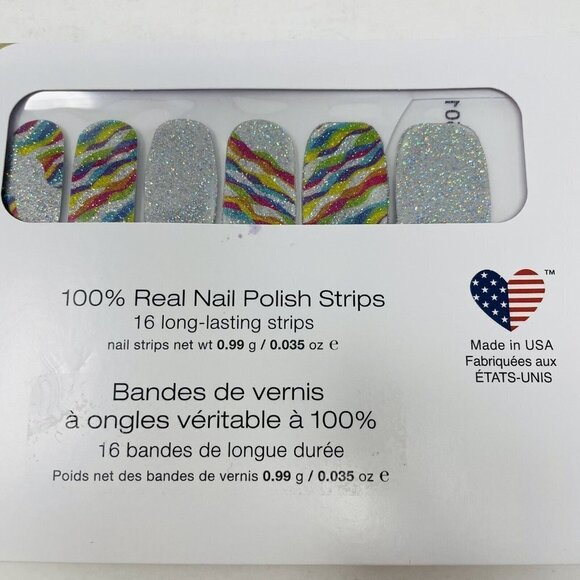 100% Real Nail Polish Strips
16 long-lasting strips
nail strips net wt 0.99 g / 0.035 oz ℮
Bandes de vernis
à ongles véritable à 100%
16 bandes de longue durée
Poids net des bandes de vernis 0.99 g / 0.035 oz ℮
™
Made in USA
Fabriquées aux
ÉTATS-UNIS